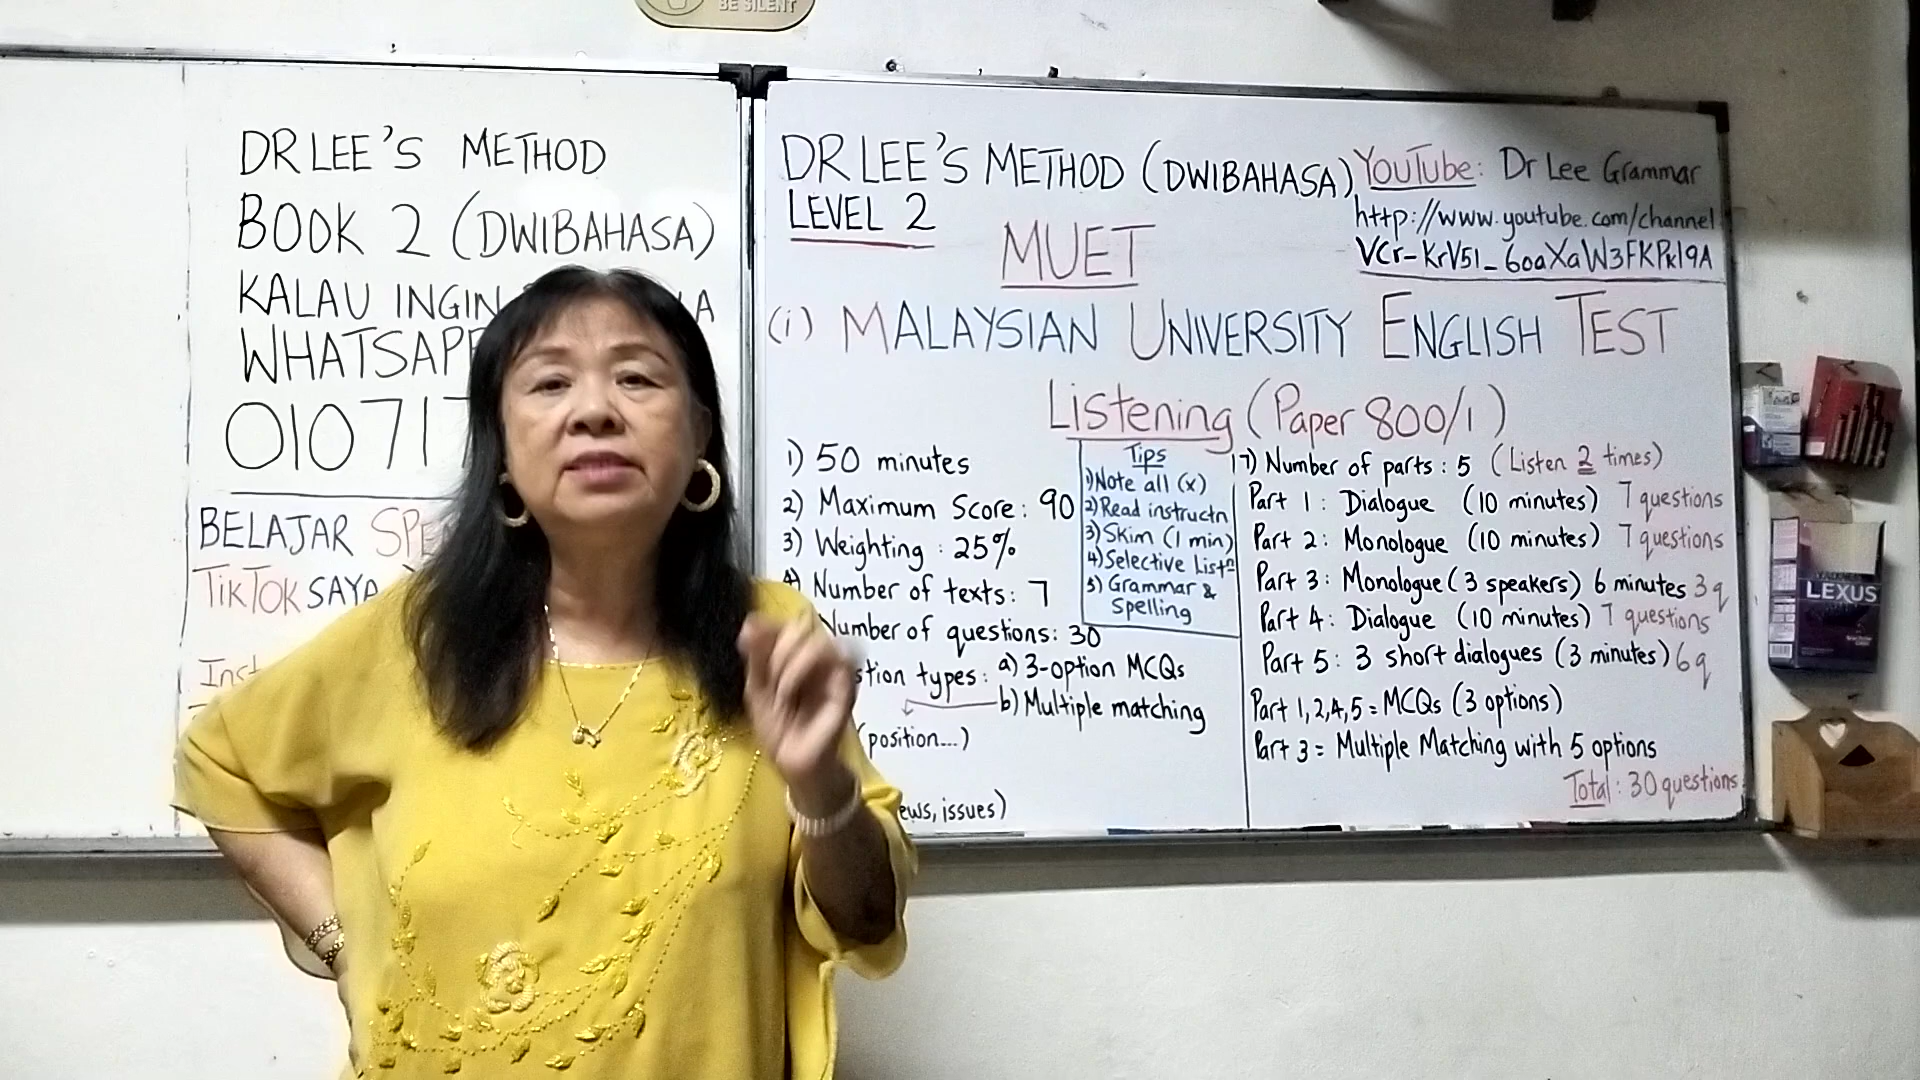 BE SILENT
DR LEE'S METHOD
BOOK 2 (DWIBAHASA)
KALAU INGIN
WHATSAPP
010717
BELAJAR
TIKTOK SAYA
DR LEE'S METHOD (DWIBAHASA)
LEVEL 2
YouTube: Dr Lee Grammar
http://www.youtube.com/channel
VCr-KrV51_6oaXaW3FKPkl9A
MUET
(i) MALAYSIAN UNIVERSITY ENGLISH TEST
Listening (Paper 800/1)
1) 50 minutes
2) Maximum Score: 90
3) Weighting: 25%
4) Number of texts: 7
Number of questions: 30
stion types: a) 3-option MCQs
b) Multiple matching
(position...)
ews, issues)
Tips
1) Note all (x)
2) Read instructn
3) Skim (1 min)
4) Selective Listn
5) Grammar &
Spelling
7) Number of parts: 5 (Listen 2 times)
Part 1: Dialogue (10 minutes) 7 questions
Part 2: Monologue (10 minutes) 7 questions
Part 3: Monologue (3 speakers) 6 minutes 3 q
Part 4: Dialogue (10 minutes) 7 questions
Part 5: 3 short dialogues (3 minutes) 6 q
Part 1,2,4,5 = MCQs (3 options)
Part 3 = Multiple Matching with 5 options
Total: 30 questions
LEXUS